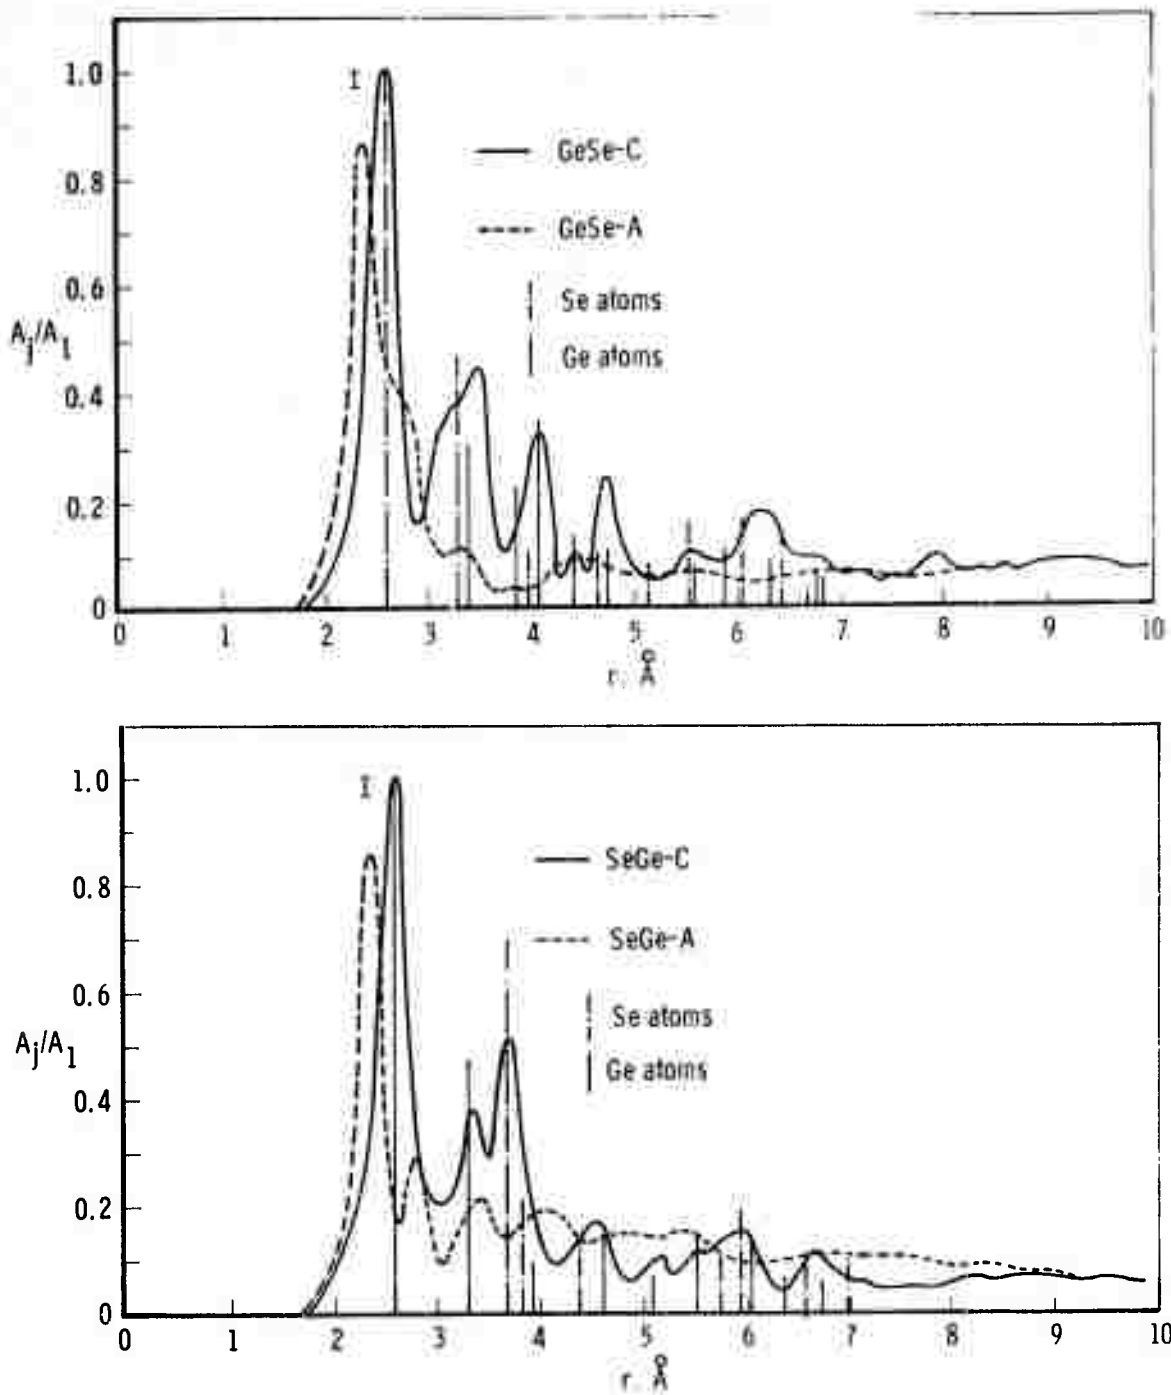 1.0
I
GeSe-C
0.8
GeSe-A
0.6
Se atoms
Aj/A1
Ge atoms
0.4
0.2
0
0 1 2 3 4 5 6 7 8 9 10
r. Å
1.0
I
SeGe-C
0.8
SeGe-A
0.6
Se atoms
Aj/A1
Ge atoms
0.4
0.2
0
0 1 2 3 4 5 6 7 8 9 10
r. Å